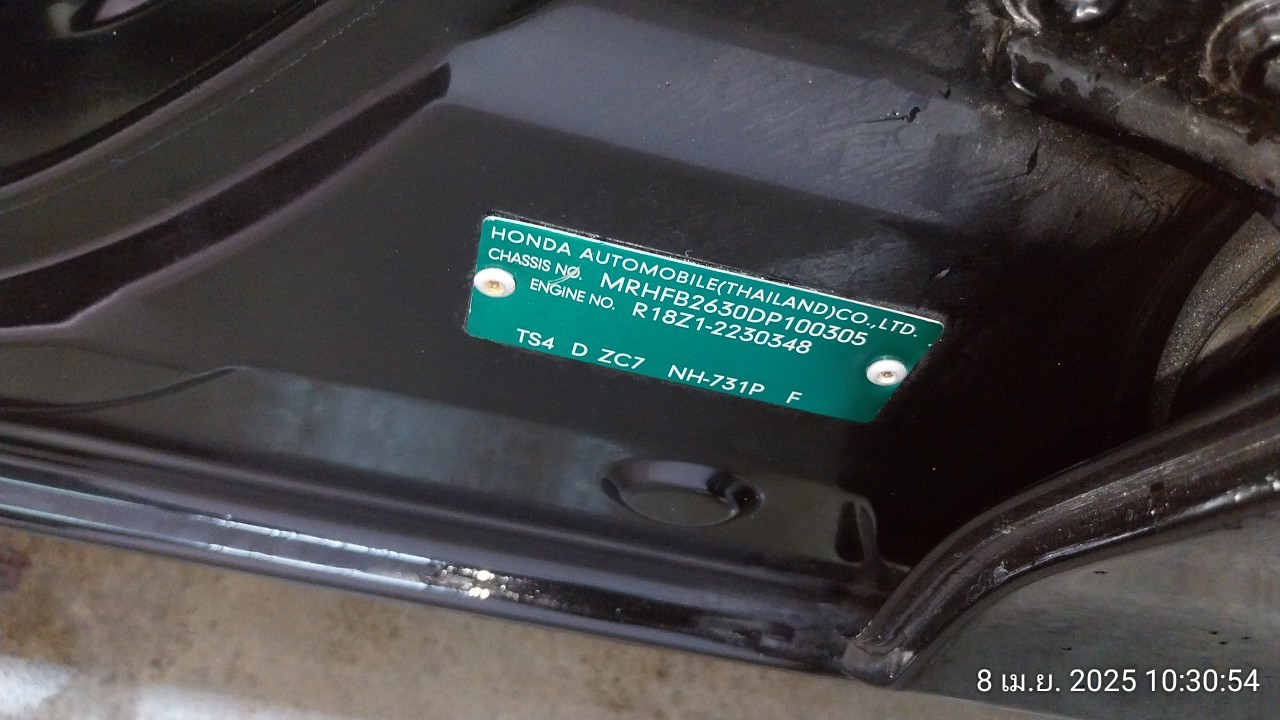 HONDA AUTOMOBILE(THAILAND)CO.,LTD.
CHASSIS NO. MRHFB2630DP100305
ENGINE NO. R18Z1-2230348
TS4 D ZC7 NH-731P F
8 เม.ย. 2025 10:30:54